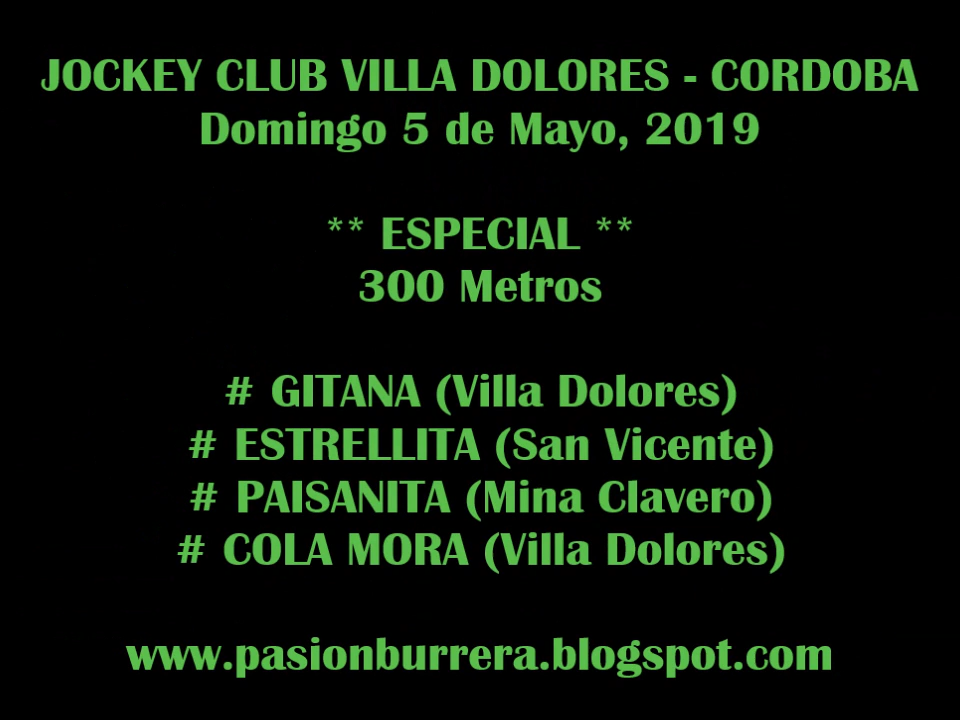 JOCKEY CLUB VILLA DOLORES - CORDOBA
Domingo 5 de Mayo, 2019
** ESPECIAL **
300 Metros
# GITANA (Villa Dolores)
# ESTRELLITA (San Vicente)
# PAISANITA (Mina Clavero)
# COLA MORA (Villa Dolores)
www.pasionburrera.blogspot.com